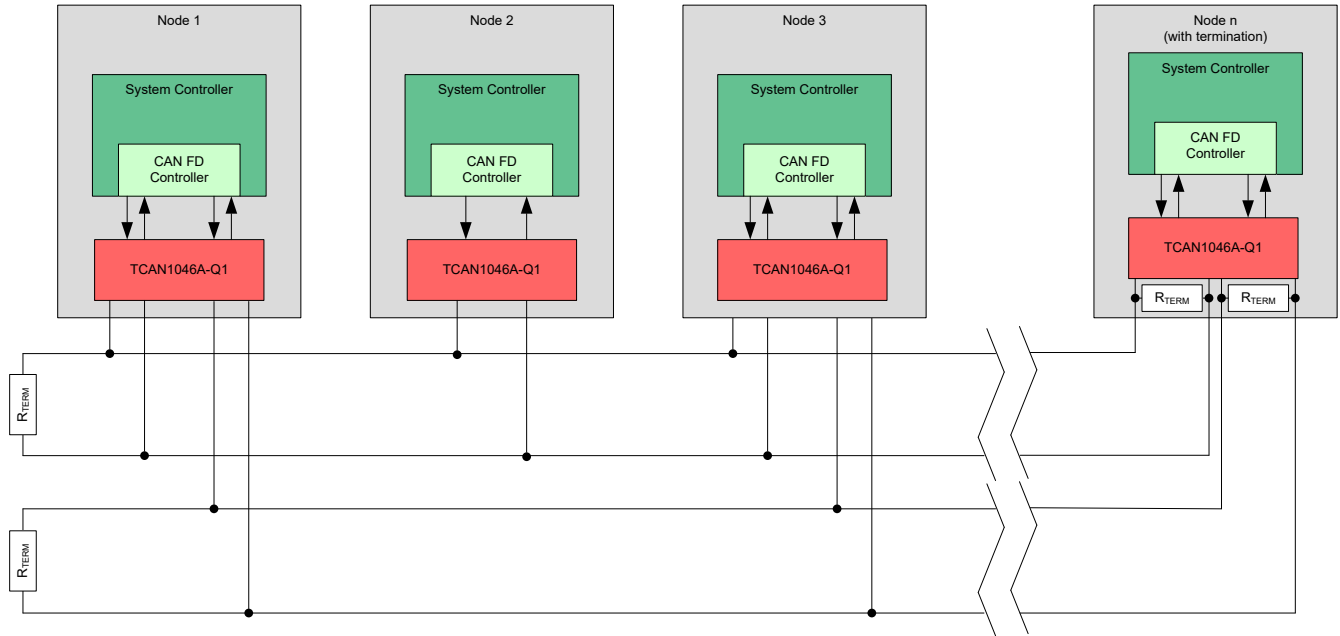 Node 1
System Controller
CAN FD
Controller
TCAN1046A-Q1
Node 2
System Controller
CAN FD
Controller
TCAN1046A-Q1
Node 3
System Controller
CAN FD
Controller
TCAN1046A-Q1
Node n
(with termination)
System Controller
CAN FD
Controller
TCAN1046A-Q1
RTERM
RTERM
RTERM
RTERM